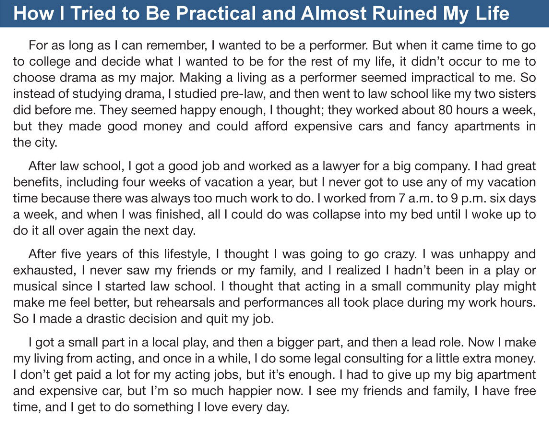 How I Tried to Be Practical and Almost Ruined My Life
For as long as I can remember, I wanted to be a performer. But when it came time to go
to college and decide what I wanted to be for the rest of my life, it didn't occur to me to
choose drama as my major. Making a living as a performer seemed impractical to me. So
instead of studying drama, I studied pre-law, and then went to law school like my two sisters
did before me. They seemed happy enough, I thought; they worked about 80 hours a week,
but they made good money and could afford expensive cars and fancy apartments in
the city.
After law school, I got a good job and worked as a lawyer for a big company. I had great
benefits, including four weeks of vacation a year, but I never got to use any of my vacation
time because there was always too much work to do. I worked from 7 a.m. to 9 p.m. six days
a week, and when I was finished, all I could do was collapse into my bed until I woke up to
do it all over again the next day.
After five years of this lifestyle, I thought I was going to go crazy. I was unhappy and
exhausted, I never saw my friends or my family, and I realized I hadn't been in a play or
musical since I started law school. I thought that acting in a small community play might
make me feel better, but rehearsals and performances all took place during my work hours.
So I made a drastic decision and quit my job.
I got a small part in a local play, and then a bigger part, and then a lead role. Now I make
my living from acting, and once in a while, I do some legal consulting for a little extra money.
I don't get paid a lot for my acting jobs, but it's enough. I had to give up my big apartment
and expensive car, but I'm so much happier now. I see my friends and family, I have free
time, and I get to do something I love every day.